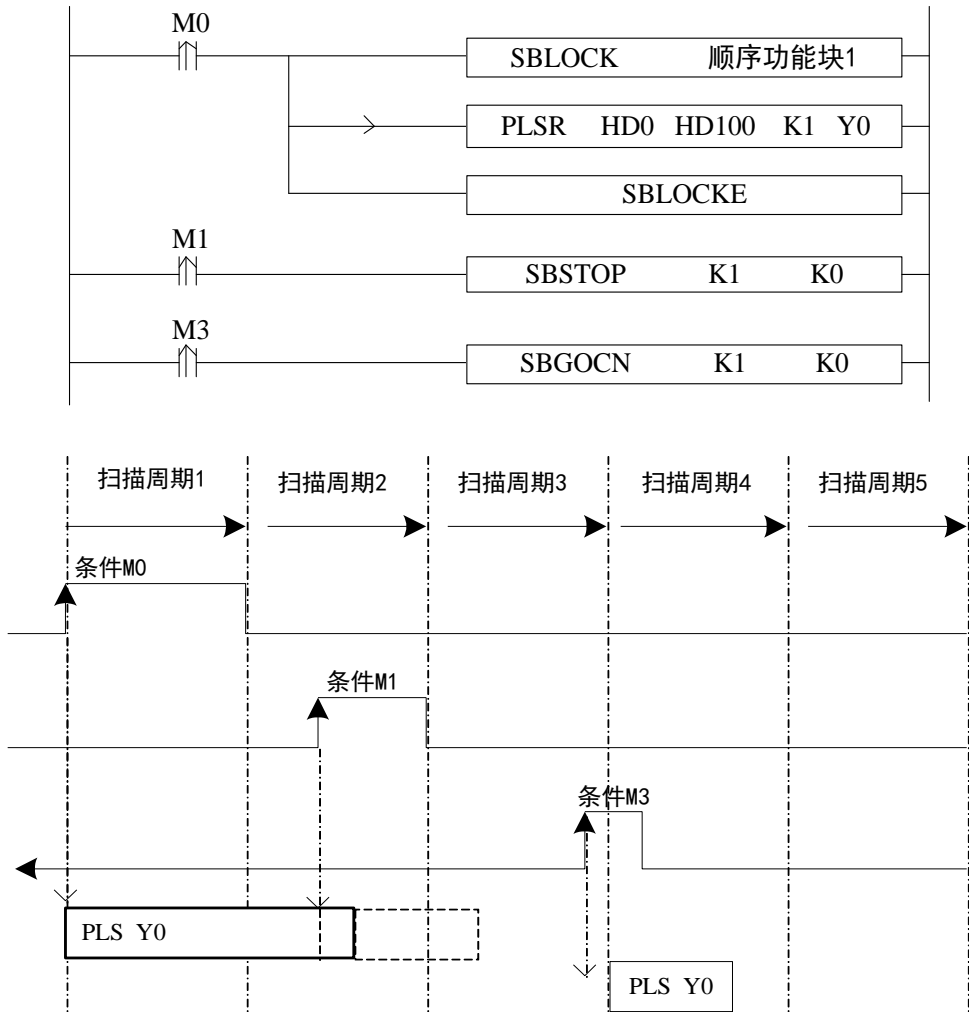 M0
SBLOCK 顺序功能块1
PLSR HD0 HD100 K1 Y0
SBLOCKE
M1
SBSTOP K1 K0
M3
SBGOCN K1 K0
扫描周期1 扫描周期2 扫描周期3 扫描周期4 扫描周期5
条件M0
条件M1
条件M3
PLS Y0
PLS Y0